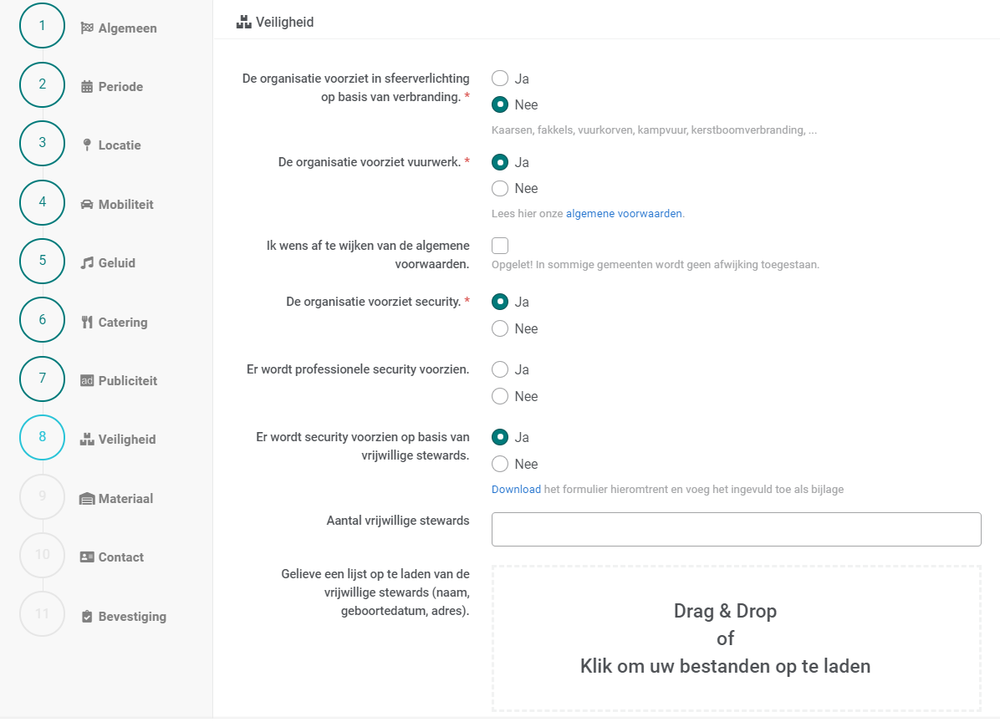 1
Algemeen
2
Periode
3
Locatie
4
Mobiliteit
5
Geluid
6
Catering
7
ad Publiciteit
8
Veiligheid
9
Materiaal
10
Contact
11
Bevestiging
Veiligheid
De organisatie voorziet in sfeerverlichting
op basis van verbranding. *
Ja
Nee
Kaarsen, fakkels, vuurkorven, kampvuur, kerstboomverbranding, ...
De organisatie voorziet vuurwerk. *
Ja
Nee
Lees hier onze algemene voorwaarden.
Ik wens af te wijken van de algemene
voorwaarden.
Opgelet! In sommige gemeenten wordt geen afwijking toegestaan.
De organisatie voorziet security. *
Ja
Nee
Er wordt professionele security voorzien.
Ja
Nee
Er wordt security voorzien op basis van
vrijwillige stewards.
Ja
Nee
Download het formulier hieromtrent en voeg het ingevuld toe als bijlage
Aantal vrijwillige stewards
Gelieve een lijst op te laden van de
vrijwillige stewards (naam,
geboortedatum, adres).
Drag & Drop
of
Klik om uw bestanden op te laden